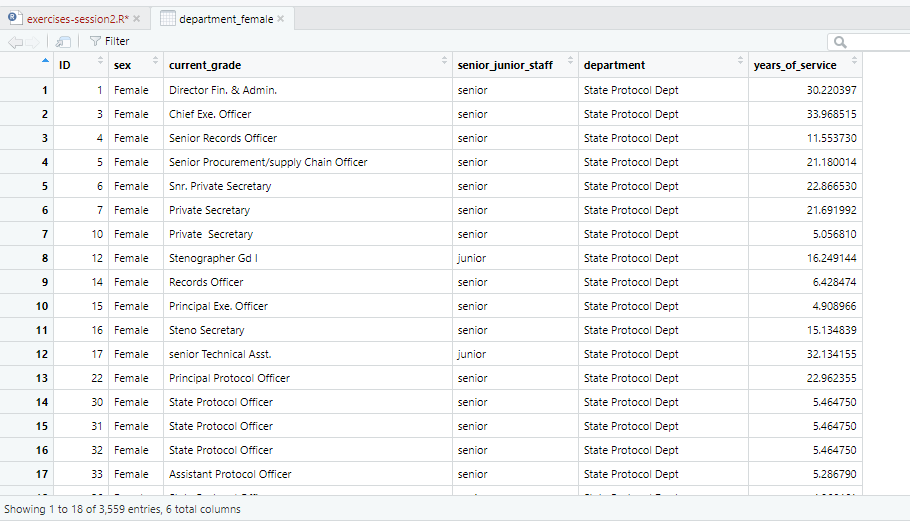 exercises-session2.R* department_female
Filter
ID sex current_grade senior_junior_staff department years_of_service
1 1 Female Director Fin. & Admin. senior State Protocol Dept 30.220397
2 3 Female Chief Exe. Officer senior State Protocol Dept 33.968515
3 4 Female Senior Records Officer senior State Protocol Dept 11.553730
4 5 Female Senior Procurement/supply Chain Officer senior State Protocol Dept 21.180014
5 6 Female Snr. Private Secretary senior State Protocol Dept 22.866530
6 7 Female Private Secretary senior State Protocol Dept 21.691992
7 10 Female Private  Secretary senior State Protocol Dept 5.056810
8 12 Female Stenographer Gd I junior State Protocol Dept 16.249144
9 14 Female Records Officer senior State Protocol Dept 6.428474
10 15 Female Principal Exe. Officer senior State Protocol Dept 4.908966
11 16 Female Steno Secretary senior State Protocol Dept 15.134839
12 17 Female senior Technical Asst. junior State Protocol Dept 32.134155
13 22 Female Principal Protocol Officer senior State Protocol Dept 22.962355
14 30 Female State Protocol Officer senior State Protocol Dept 5.464750
15 31 Female State Protocol Officer senior State Protocol Dept 5.464750
16 32 Female State Protocol Officer senior State Protocol Dept 5.464750
17 33 Female Assistant Protocol Officer senior State Protocol Dept 5.286790
Showing 1 to 18 of 3,559 entries, 6 total columns